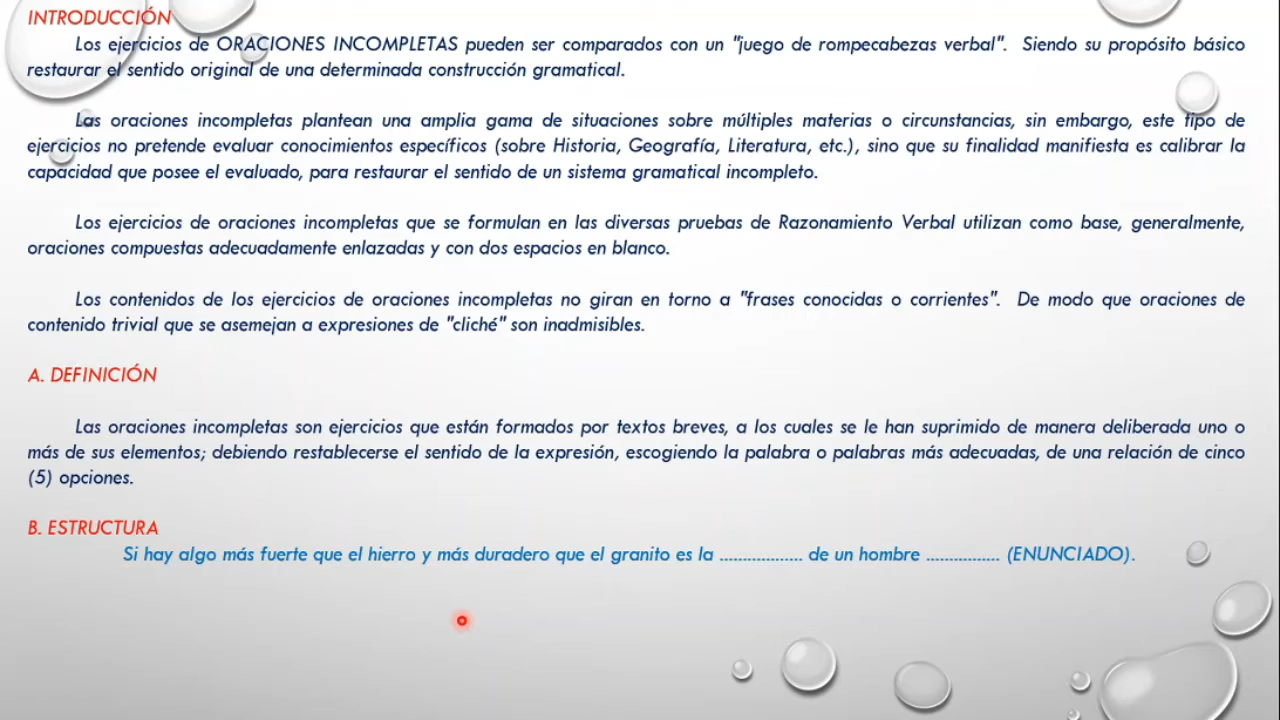 INTRODUCCIÓN
Los ejercicios de ORACIONES INCOMPLETAS pueden ser comparados con un "juego de rompecabezas verbal". Siendo su propósito básico
restaurar el sentido original de una determinada construcción gramatical.
Las oraciones incompletas plantean una amplia gama de situaciones sobre múltiples materias o circunstancias, sin embargo, este tipo de
ejercicios no pretende evaluar conocimientos específicos (sobre Historia, Geografía, Literatura, etc.), sino que su finalidad manifiesta es calibrar la
capacidad que posee el evaluado, para restaurar el sentido de un sistema gramatical incompleto.
Los ejercicios de oraciones incompletas que se formulan en las diversas pruebas de Razonamiento Verbal utilizan como base, generalmente,
oraciones compuestas adecuadamente enlazadas y con dos espacios en blanco.
Los contenidos de los ejercicios de oraciones incompletas no giran en torno a "frases conocidas o corrientes". De modo que oraciones de
contenido trivial que se asemejan a expresiones de "cliché" son inadmisibles.
A. DEFINICIÓN
Las oraciones incompletas son ejercicios que están formados por textos breves, a los cuales se le han suprimido de manera deliberada uno o
más de sus elementos; debiendo restablecerse el sentido de la expresión, escogiendo la palabra o palabras más adecuadas, de una relación de cinco
(5) opciones.
B. ESTRUCTURA
Si hay algo más fuerte que el hierro y más duradero que el granito es la .................. de un hombre ................ (ENUNCIADO).